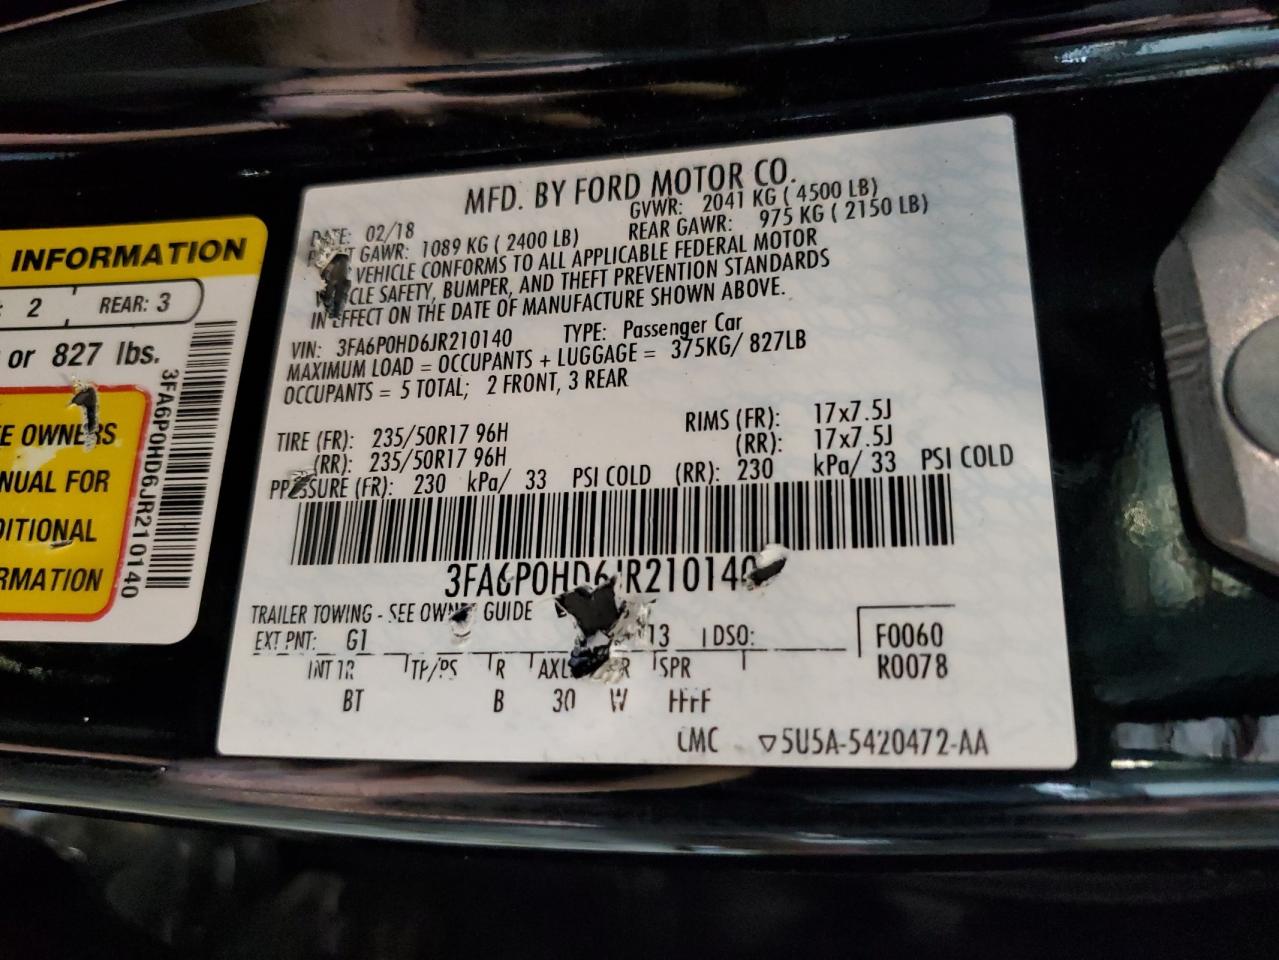 INFORMATION
: 2 REAR: 3
or 827 lbs.
OWNERS
NUAL FOR
DITIONAL
RMATION
3FA6P0HD6JR210140
MFD. BY FORD MOTOR CO.
DATE: 02/18 GVWR: 2041 KG ( 4500 LB)
GAWR: 1089 KG ( 2400 LB) REAR GAWR: 975 KG ( 2150 LB)
VEHICLE CONFORMS TO ALL APPLICABLE FEDERAL MOTOR
CLE SAFETY, BUMPER, AND THEFT PREVENTION STANDARDS
IN EFFECT ON THE DATE OF MANUFACTURE SHOWN ABOVE.
VIN: 3FA6P0HD6JR210140 TYPE: Passenger Car
MAXIMUM LOAD = OCCUPANTS + LUGGAGE = 375KG/ 827LB
OCCUPANTS = 5 TOTAL; 2 FRONT, 3 REAR
TIRE (FR): 235/50R17 96H RIMS (FR): 17x7.5J
(RR): 235/50R17 96H (RR): 17x7.5J
PRESSURE (FR): 230 kPa/ 33 PSI COLD (RR): 230 kPa/ 33 PSI COLD
3FA6P0HD6JR210140
TRAILER TOWING - SEE OWN GUIDE
EXT PNT: G1 13 DSO: F0060
INT TR TP/PS R AXL R SPR R0078
BT B 30 W FFFF
CMC ▽5U5A-5420472-AA